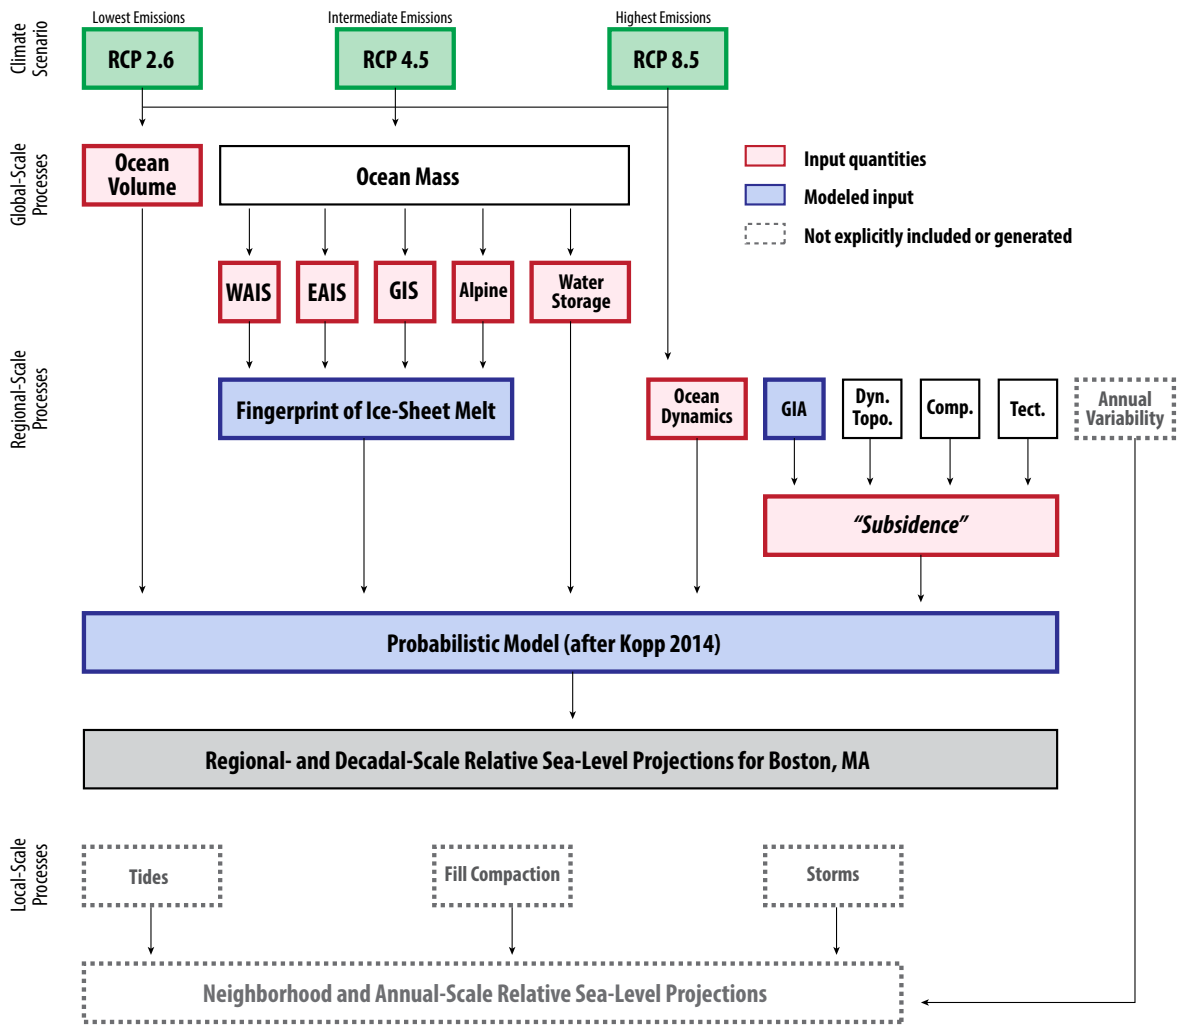 Climate
Scenario
Lowest Emissions
Intermediate Emissions
Highest Emissions
RCP 2.6
RCP 4.5
RCP 8.5
Global-Scale
Processes
Ocean
Volume
Ocean Mass
Input quantities
Modeled input
Not explicitly included or generated
WAIS
EAIS
GIS
Alpine
Water
Storage
Regional-Scale
Processes
Fingerprint of Ice-Sheet Melt
Ocean
Dynamics
GIA
Dyn.
Topo.
Comp.
Tect.
Annual
Variability
“Subsidence”
Probabilistic Model (after Kopp 2014)
Regional- and Decadal-Scale Relative Sea-Level Projections for Boston, MA
Local-Scale
Processes
Tides
Fill Compaction
Storms
Neighborhood and Annual-Scale Relative Sea-Level Projections